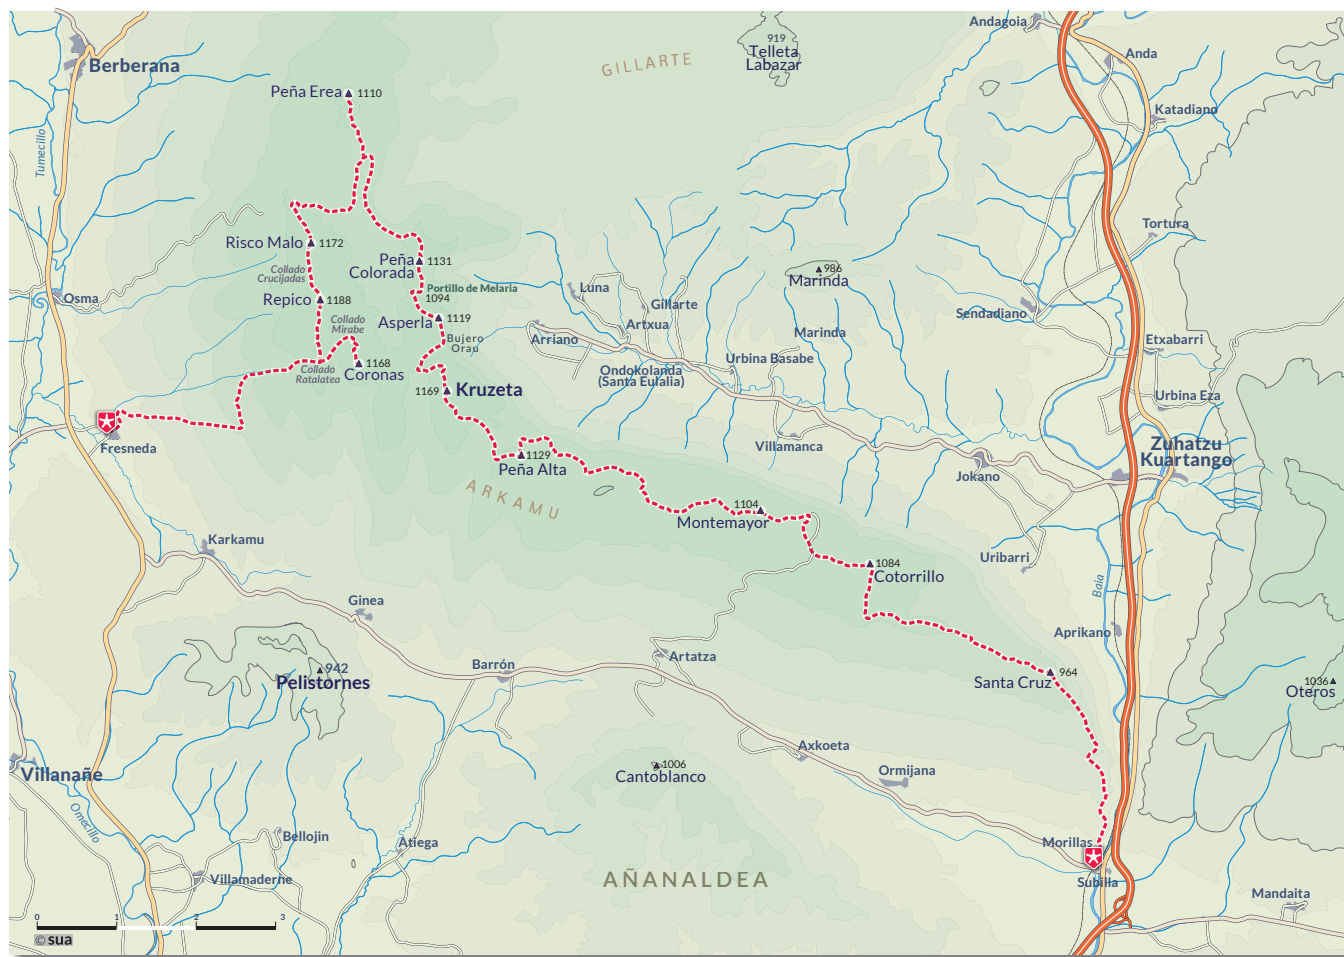 Andagoia
919
Telleta
Labazar
GILLARTE
Anda
Berberana
Peña Erea 1110
Katadiano
Tumecillo
Tortura
Risco Malo 1172
Peña
Colorada
1131
Collado
Crucijadas
986
Marinda
Portillo de Melaria
1094
Luna
Osma
Repico 1188
Gillarte
Sendadiano
Collado
Mirabe
Asperla 1119
Artxua
Marinda
Arriano
Bujero
Orau
Etxabarri
Urbina Basabe
1168
Coronas
Collado
Ratalatea
Ondokolanda
(Santa Eulalia)
1169 Kruzeta
Urbina Eza
Fresneda
Villamanca
Zuhatzu
Kuartango
1129
Peña Alta
Jokano
ARKAMU
1104
Montemayor
Karkamu
Uribarri
1084
Cotorrillo
Baia
Ginea
Aprikano
Barrón
Artatza
942
Pelistornes
964
Santa Cruz
1036
Oteros
Axkoeta
1006
Cantoblanco
Ormijana
Villanañe
Omecillo
Bellojin
Atiega
Morillas
Villamaderne
AÑANALDEA
Subilla
Mandaita
0 1 2 3
© sua